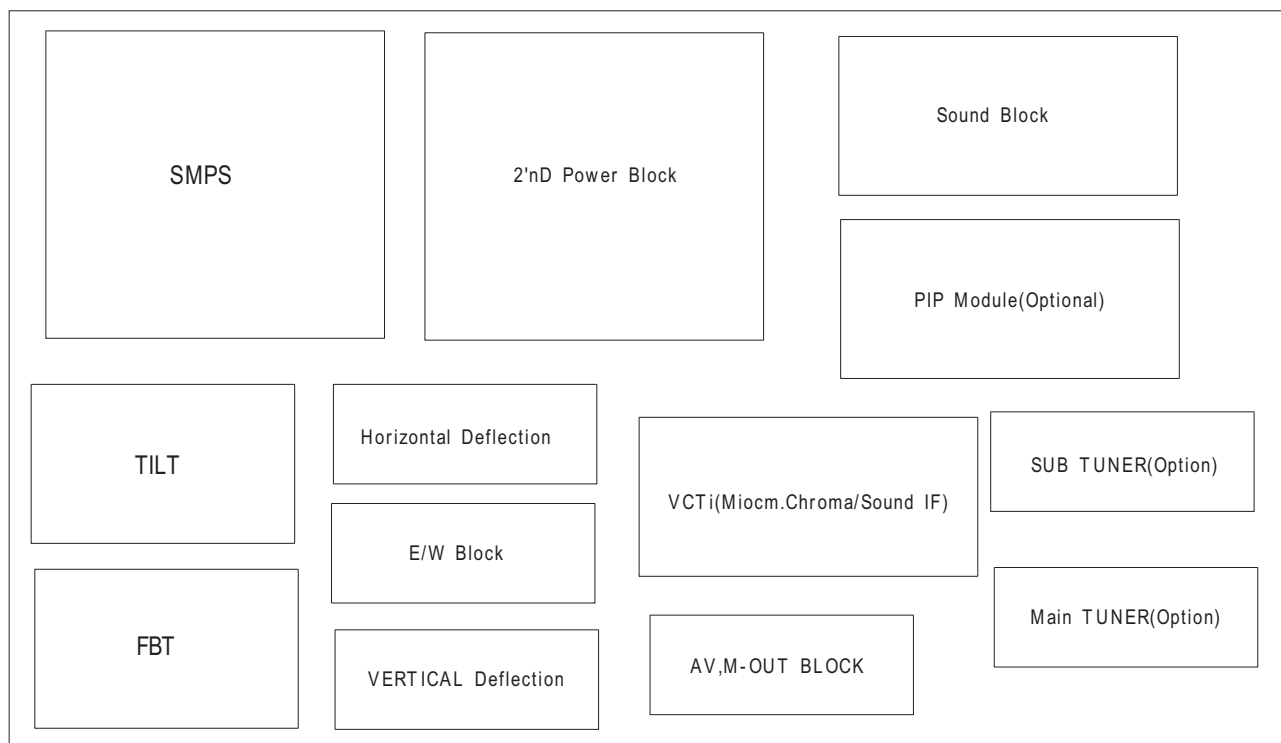 SMPS
2'nD Power Block
Sound Block
PIP Module(Optional)
TILT
Horizontal Deflection
VCTi(Miocm.Chroma/Sound IF)
SUB TUNER(Option)
E/W Block
Main TUNER(Option)
FBT
VERTICAL Deflection
AV,M-OUT BLOCK